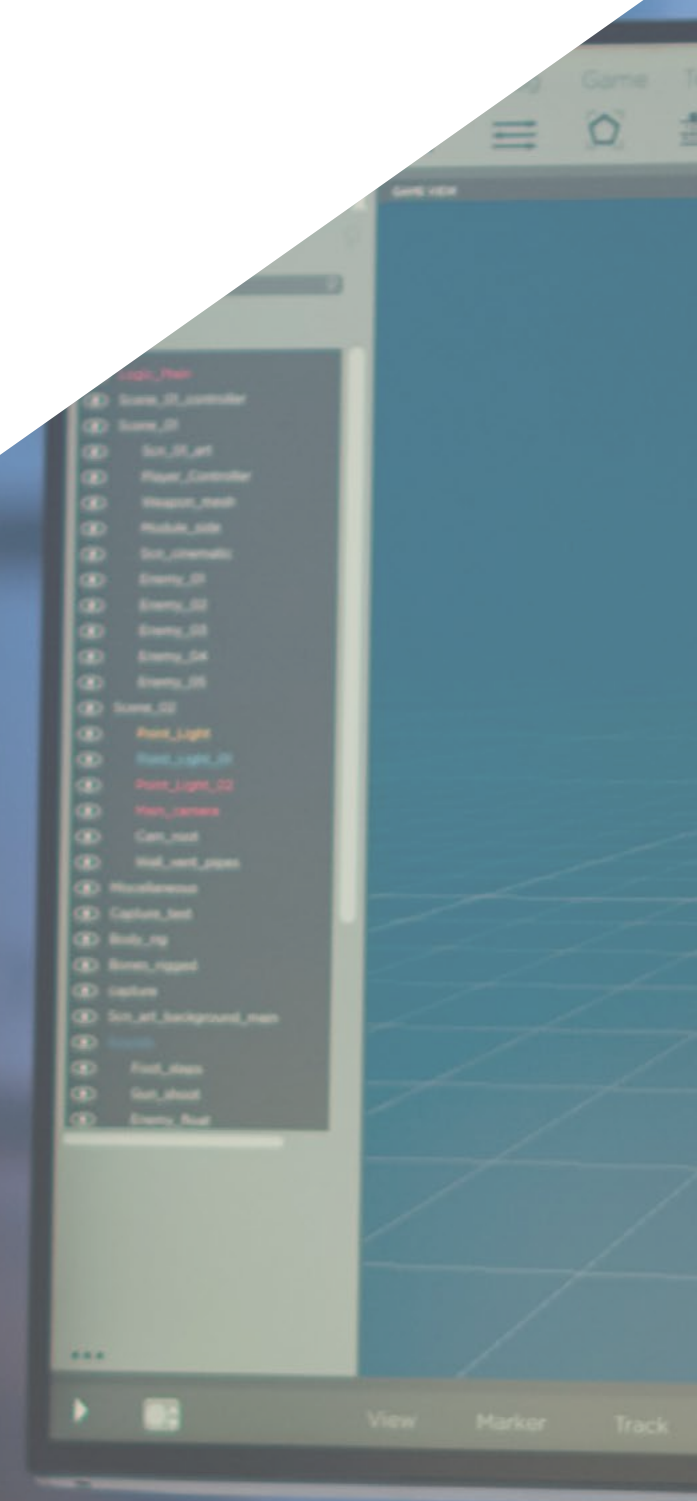 Game
GAME VIEW
Logic_Main
Scene_01_controller
Scene_01
Scn_01_art
Player_Controller
Weapon_mesh
Module_side
Scn_cinematic
Enemy_01
Enemy_02
Enemy_03
Enemy_04
Enemy_05
Scene_02
Point_Light
Point_Light_01
Point_Light_02
Main_camera
Cam_root
Wall_vent_pipes
Miscellaneous
Capture_test
Body_rig
Bones_rigged
capture
Scn_art_background_main
Foot_steps
Gun_shoot
Enemy_float
View Marker Track